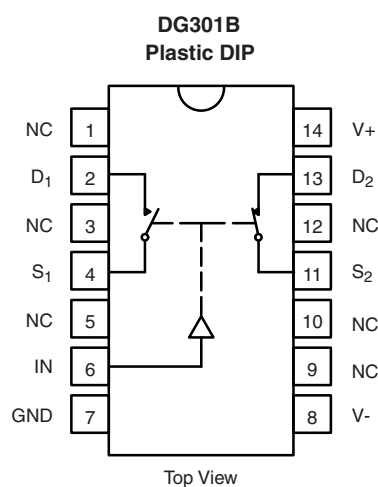 DG301B
Plastic DIP
NC 1 14 V+
D1 2 13 D2
NC 3 12 NC
S1 4 11 S2
NC 5 10 NC
IN 6 9 NC
GND 7 8 V-
Top View